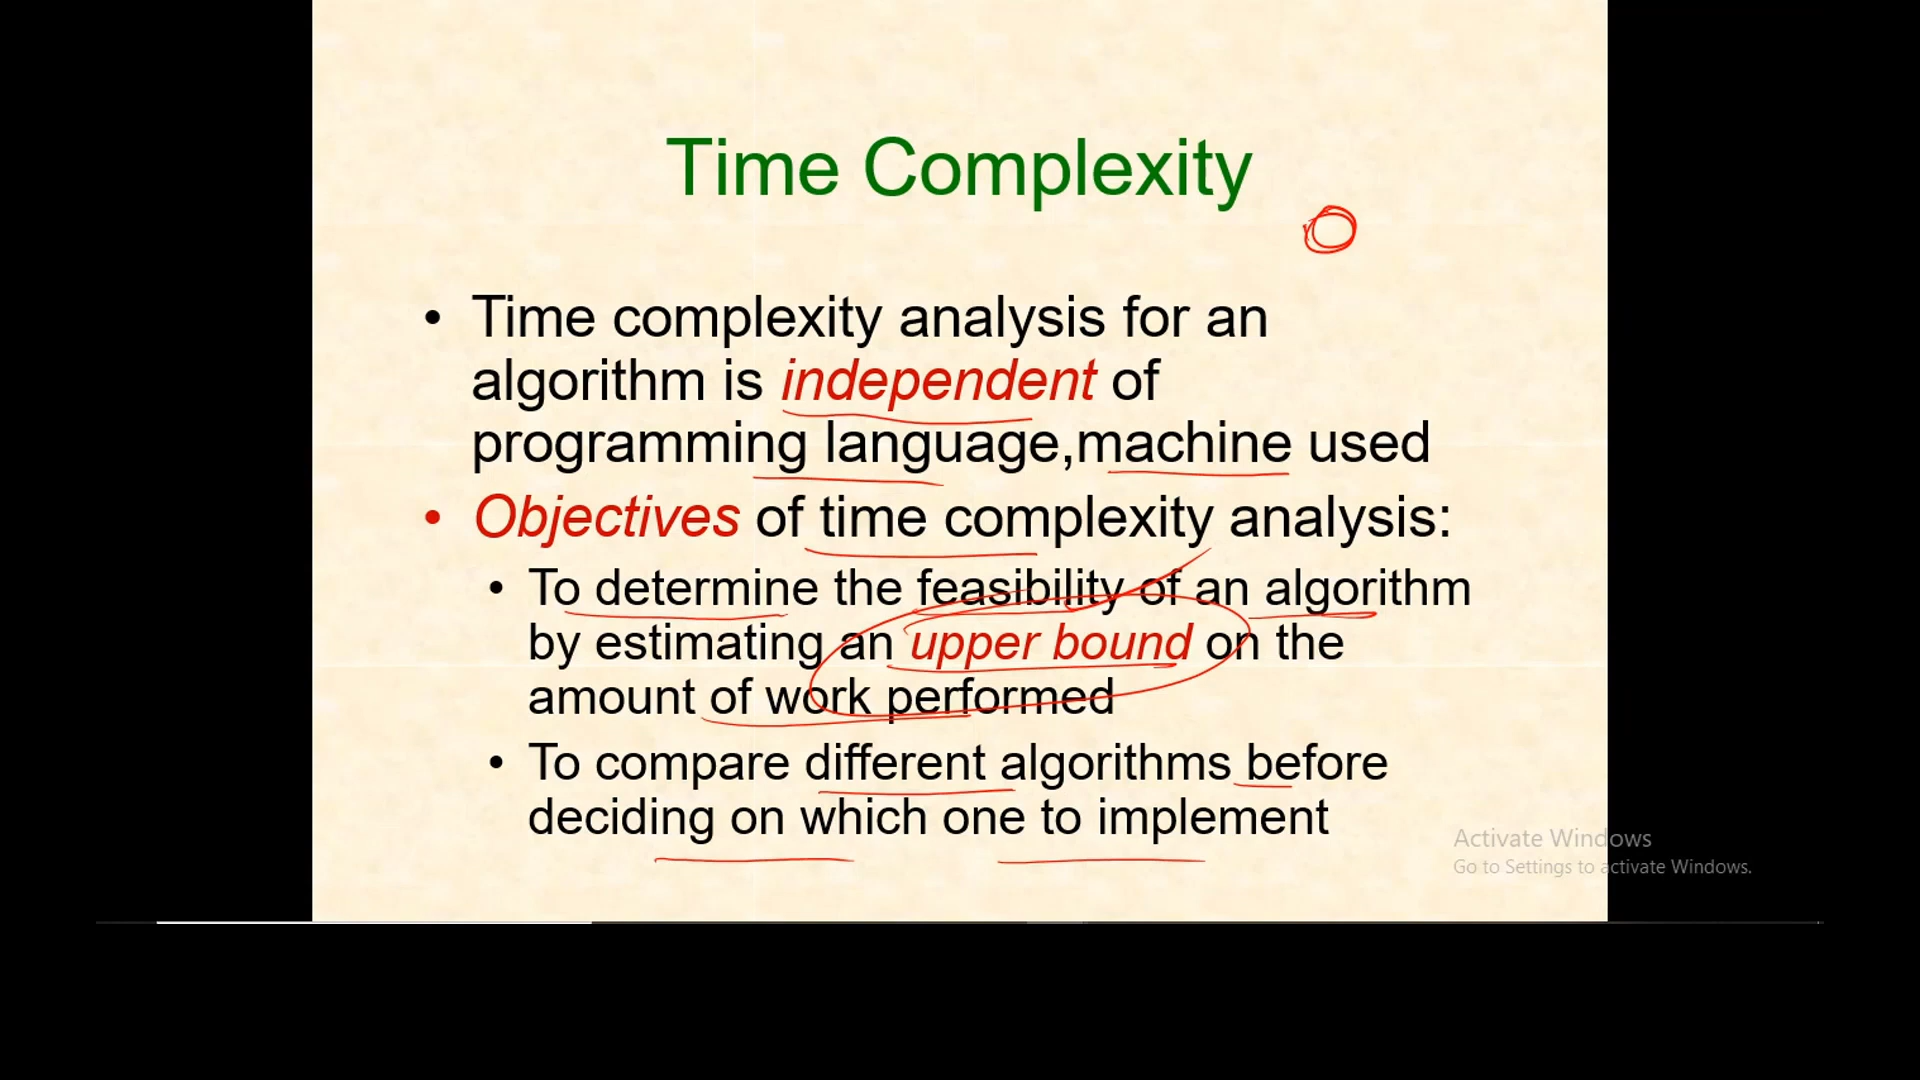 Time Complexity
• Time complexity analysis for an
algorithm is independent of
programming language,machine used
• Objectives of time complexity analysis:
• To determine the feasibility of an algorithm
by estimating an upper bound on the
amount of work performed
• To compare different algorithms before
deciding on which one to implement
Activate Windows
Go to Settings to activate Windows.